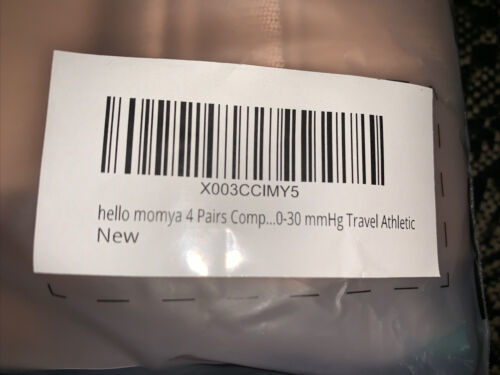 X003CCIMY5
hello momya 4 Pairs Comp...0-30 mmHg Travel Athletic
New